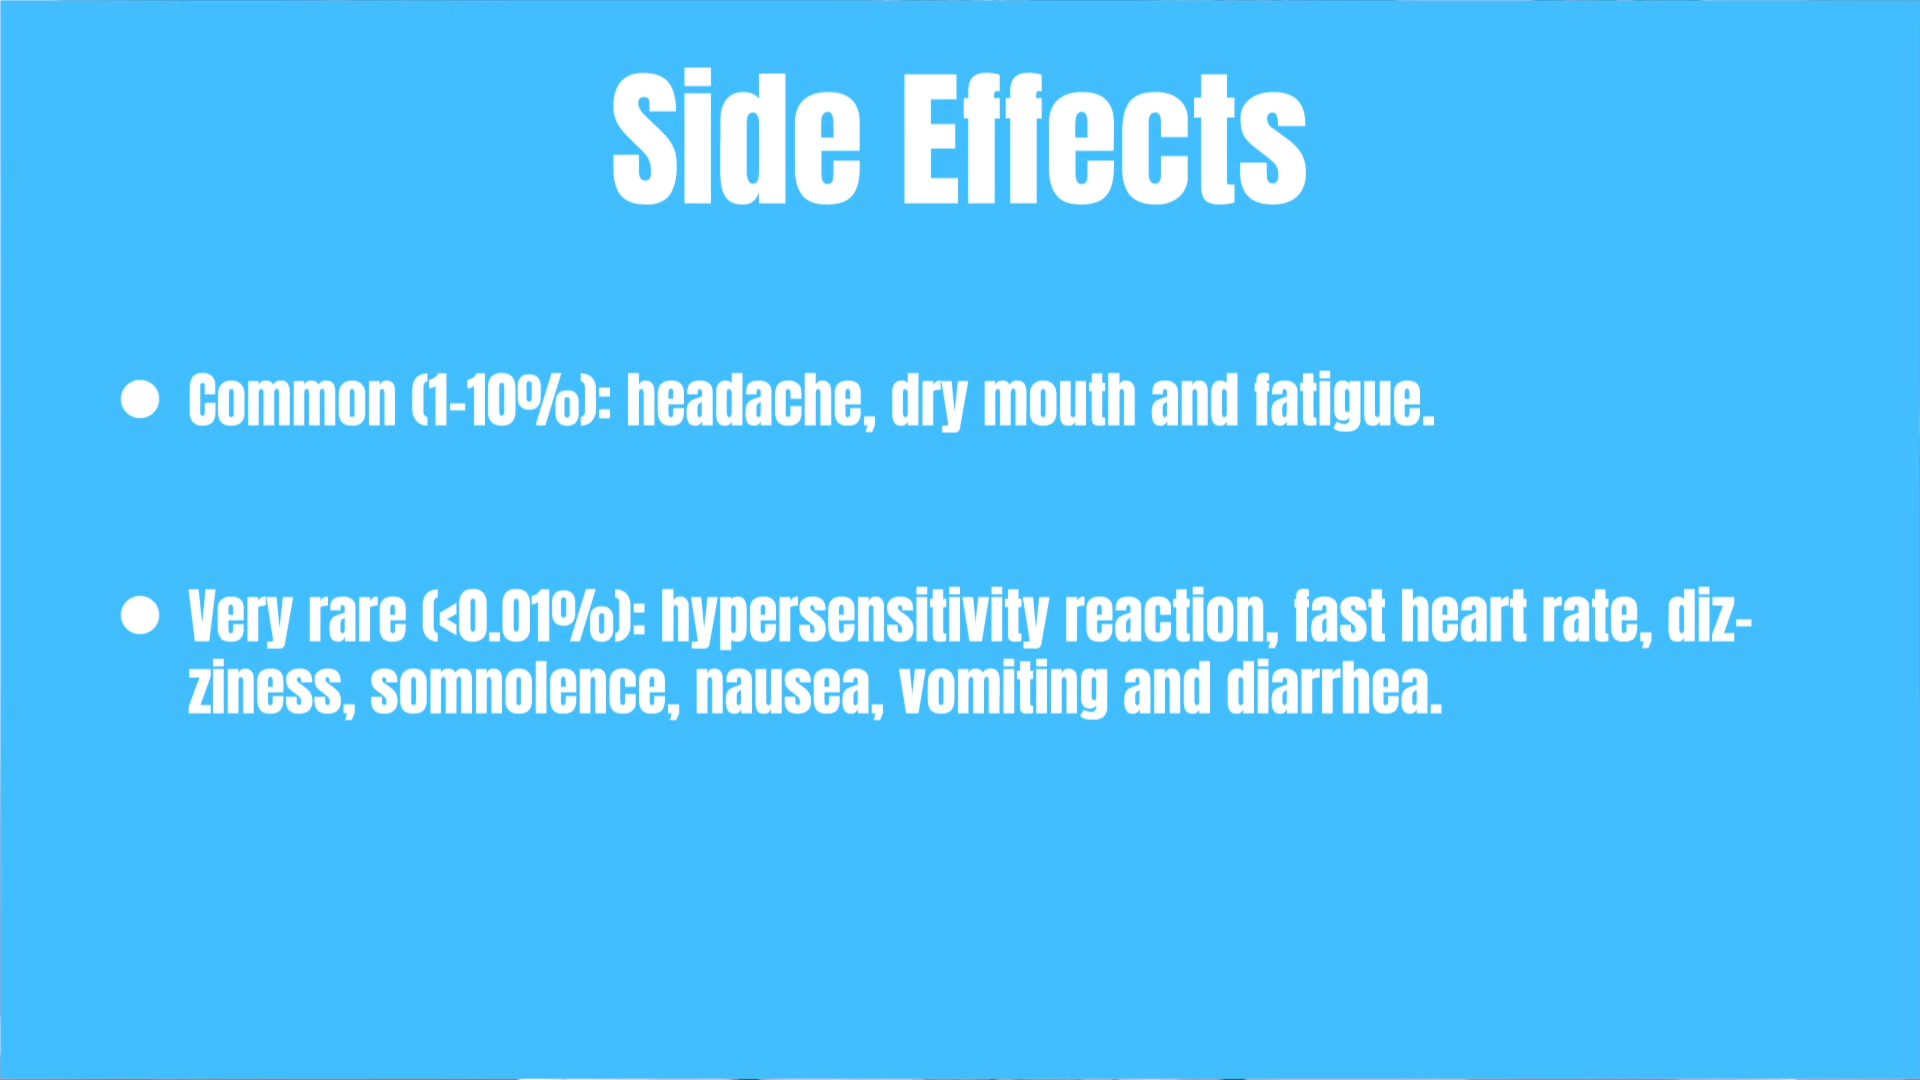 Side Effects
● Common (1-10%): headache, dry mouth and fatigue.
● Very rare (<0.01%): hypersensitivity reaction, fast heart rate, diz-
ziness, somnolence, nausea, vomiting and diarrhea.